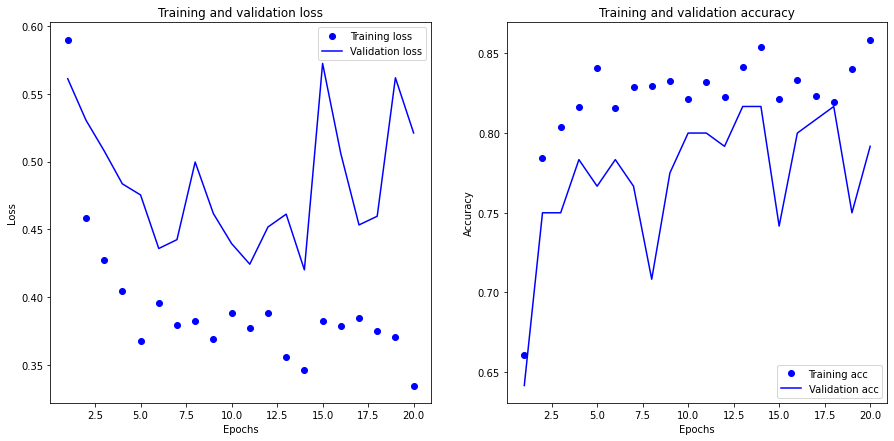 Training and validation loss
Training loss
Validation loss
0.60
0.55
0.50
0.45
0.40
0.35
Loss
2.5 5.0 7.5 10.0 12.5 15.0 17.5 20.0
Epochs
Training and validation accuracy
0.85
0.80
0.75
0.70
0.65
Accuracy
Training acc
Validation acc
2.5 5.0 7.5 10.0 12.5 15.0 17.5 20.0
Epochs